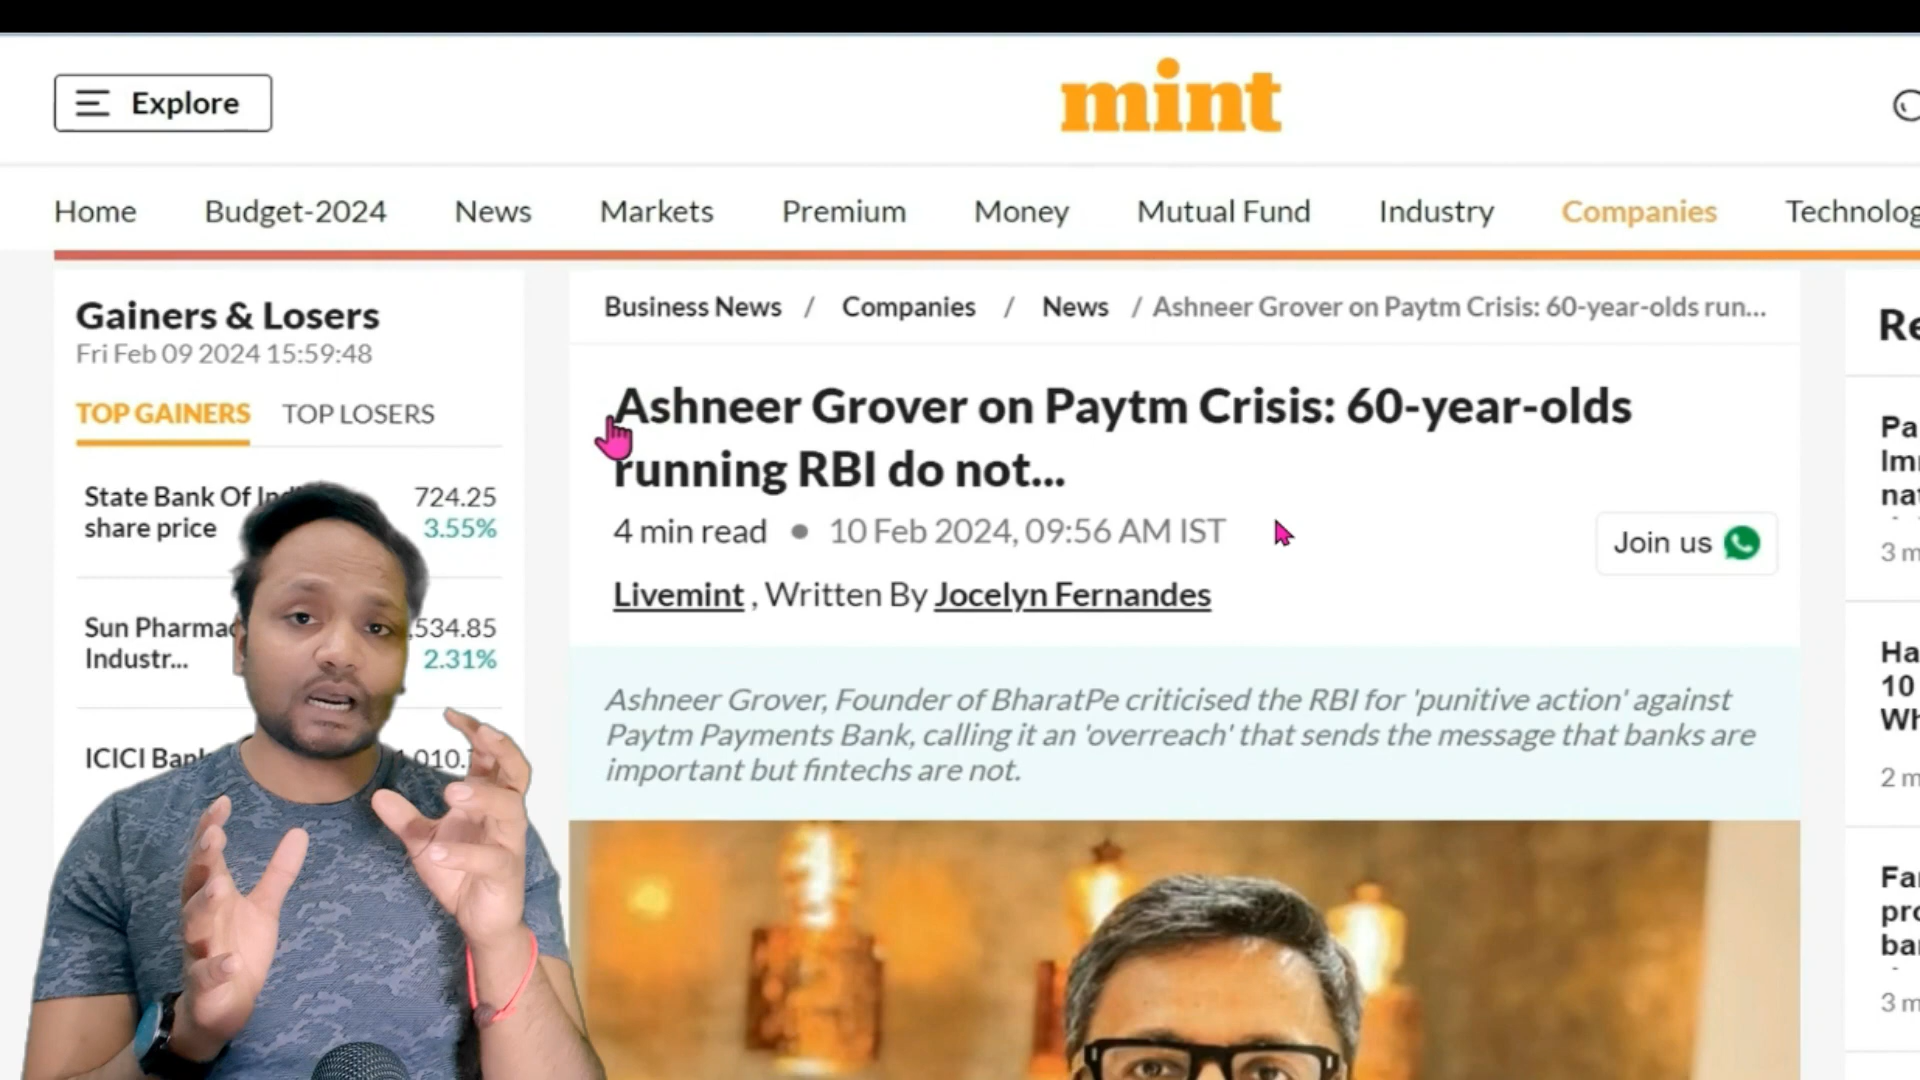 Explore
mint
Home Budget-2024 News Markets Premium Money Mutual Fund Industry Companies
Gainers & Losers
Fri Feb 09 2024 15:59:48
TOP GAINERS TOP LOSERS
State Bank Of 724.25
share price 3.55%
Sun 534.85
Industr... 2.31%
ICICI
Business News / Companies / News / Ashneer Grover on Paytm Crisis: 60-year-olds run...
Ashneer Grover on Paytm Crisis: 60-year-olds
running RBI do not...
4 min read • 10 Feb 2024, 09:56 AM IST
Livemint , Written By Jocelyn Fernandes
Join us
Ashneer Grover, Founder of BharatPe criticised the RBI for 'punitive action' against
Paytm Payments Bank, calling it an 'overreach' that sends the message that banks are
important but fintechs are not.
10